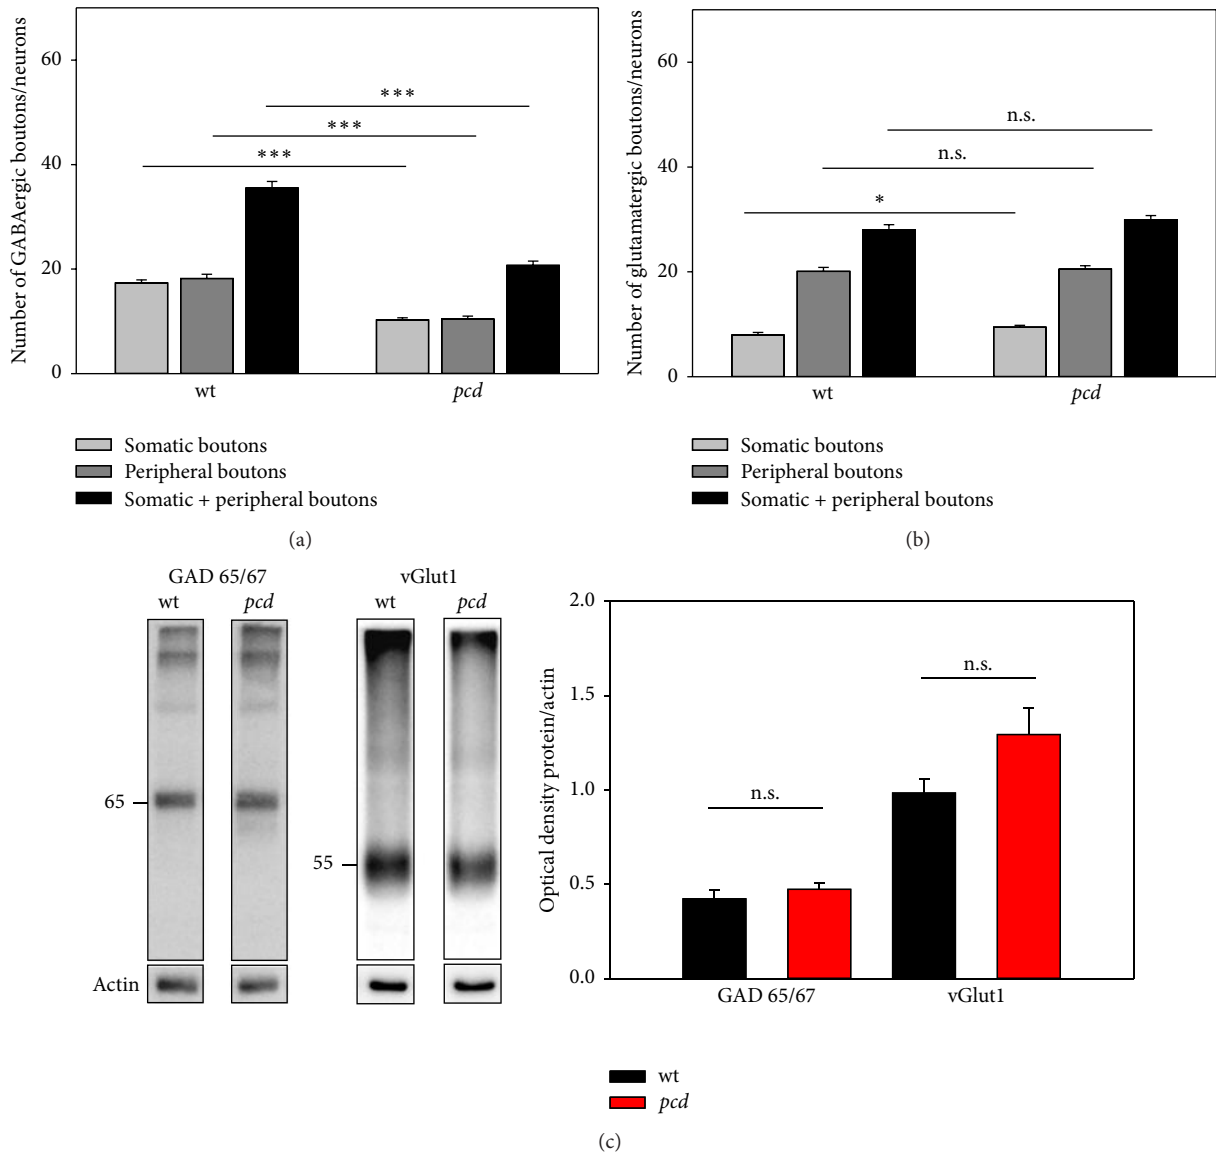 Number of GABAergic boutons/neurons
60
40
20
0
***
***
***
wt
pcd
Somatic boutons
Peripheral boutons
Somatic + peripheral boutons
(a)
Number of glutamatergic boutons/neurons
60
40
20
0
n.s.
n.s.
*
wt
pcd
Somatic boutons
Peripheral boutons
Somatic + peripheral boutons
(b)
GAD 65/67
wt
pcd
65
Actin
vGlut1
wt
pcd
55
Optical density protein/actin
2.0
1.5
1.0
0.5
0.0
n.s.
n.s.
GAD 65/67
vGlut1
wt
pcd
(c)